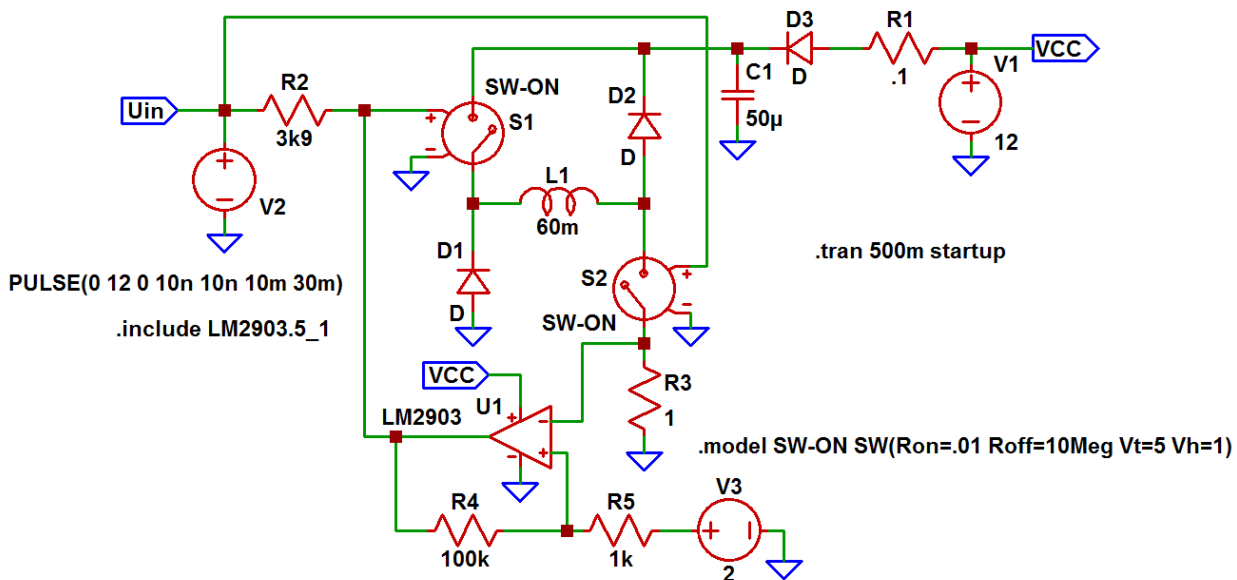 D3
R1
VCC
D
.1
V1
C1
50µ
12
R2
Uin
3k9
SW-ON
S1
+
−
D2
D
+
−
V2
L1
60m
D1
D
S2
+
−
SW-ON
.tran 500m startup
PULSE(0 12 0 10n 10n 10m 30m)
.include LM2903.5_1
VCC
U1
LM2903
R3
1
.model SW-ON SW(Ron=.01 Roff=10Meg Vt=5 Vh=1)
R4
100k
R5
1k
V3
2